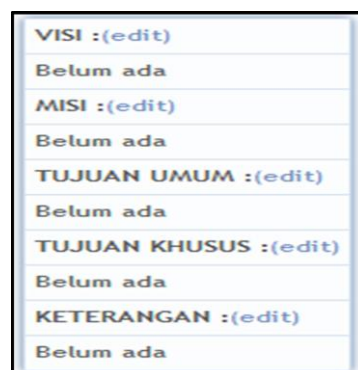 VISI :(edit)
Belum ada
MISI :(edit)
Belum ada
TUJUAN UMUM :(edit)
Belum ada
TUJUAN KHUSUS :(edit)
Belum ada
KETERANGAN :(edit)
Belum ada